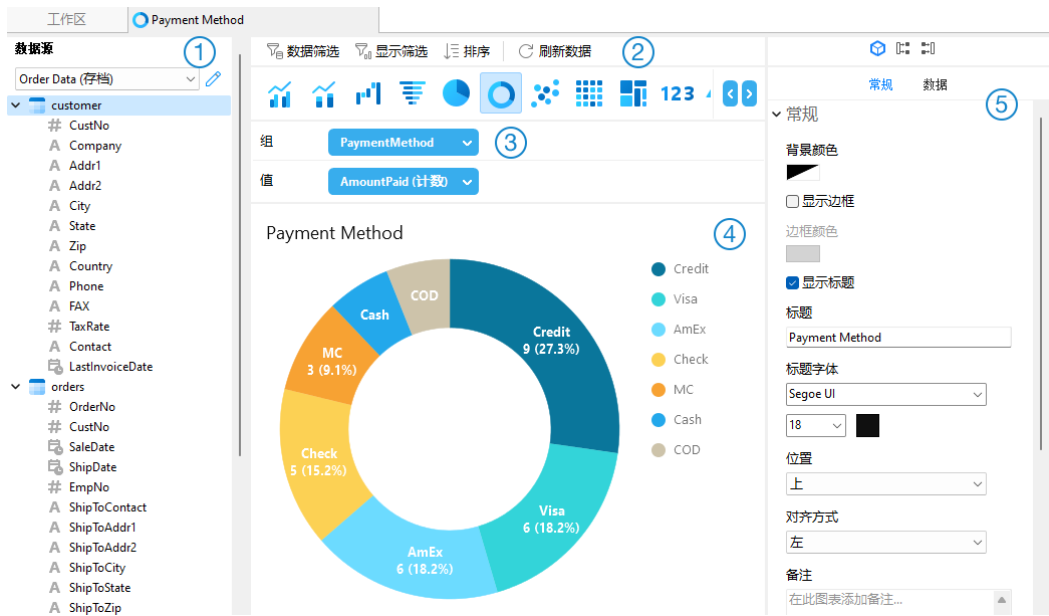 工作区
Payment Method
数据源
1
Order Data (存档)
customer
CustNo
Company
Addr1
Addr2
City
State
Zip
Country
Phone
FAX
TaxRate
Contact
LastInvoiceDate
orders
OrderNo
CustNo
SaleDate
ShipDate
EmpNo
ShipToContact
ShipToAddr1
ShipToAddr2
ShipToCity
ShipToState
ShipToZip
数据筛选 显示筛选 排序 刷新数据
2
123
组 PaymentMethod
3
值 AmountPaid (计数)
Payment Method
4
Credit
9 (27.3%)
Visa
6 (18.2%)
AmEx
6 (18.2%)
Check
5 (15.2%)
MC
3 (9.1%)
Cash
COD
Credit
Visa
AmEx
Check
MC
Cash
COD
常规 数据
5
常规
背景颜色
显示边框
边框颜色
显示标题
标题
Payment Method
标题字体
Segoe UI
18
位置
上
对齐方式
左
备注
在此图表添加备注...